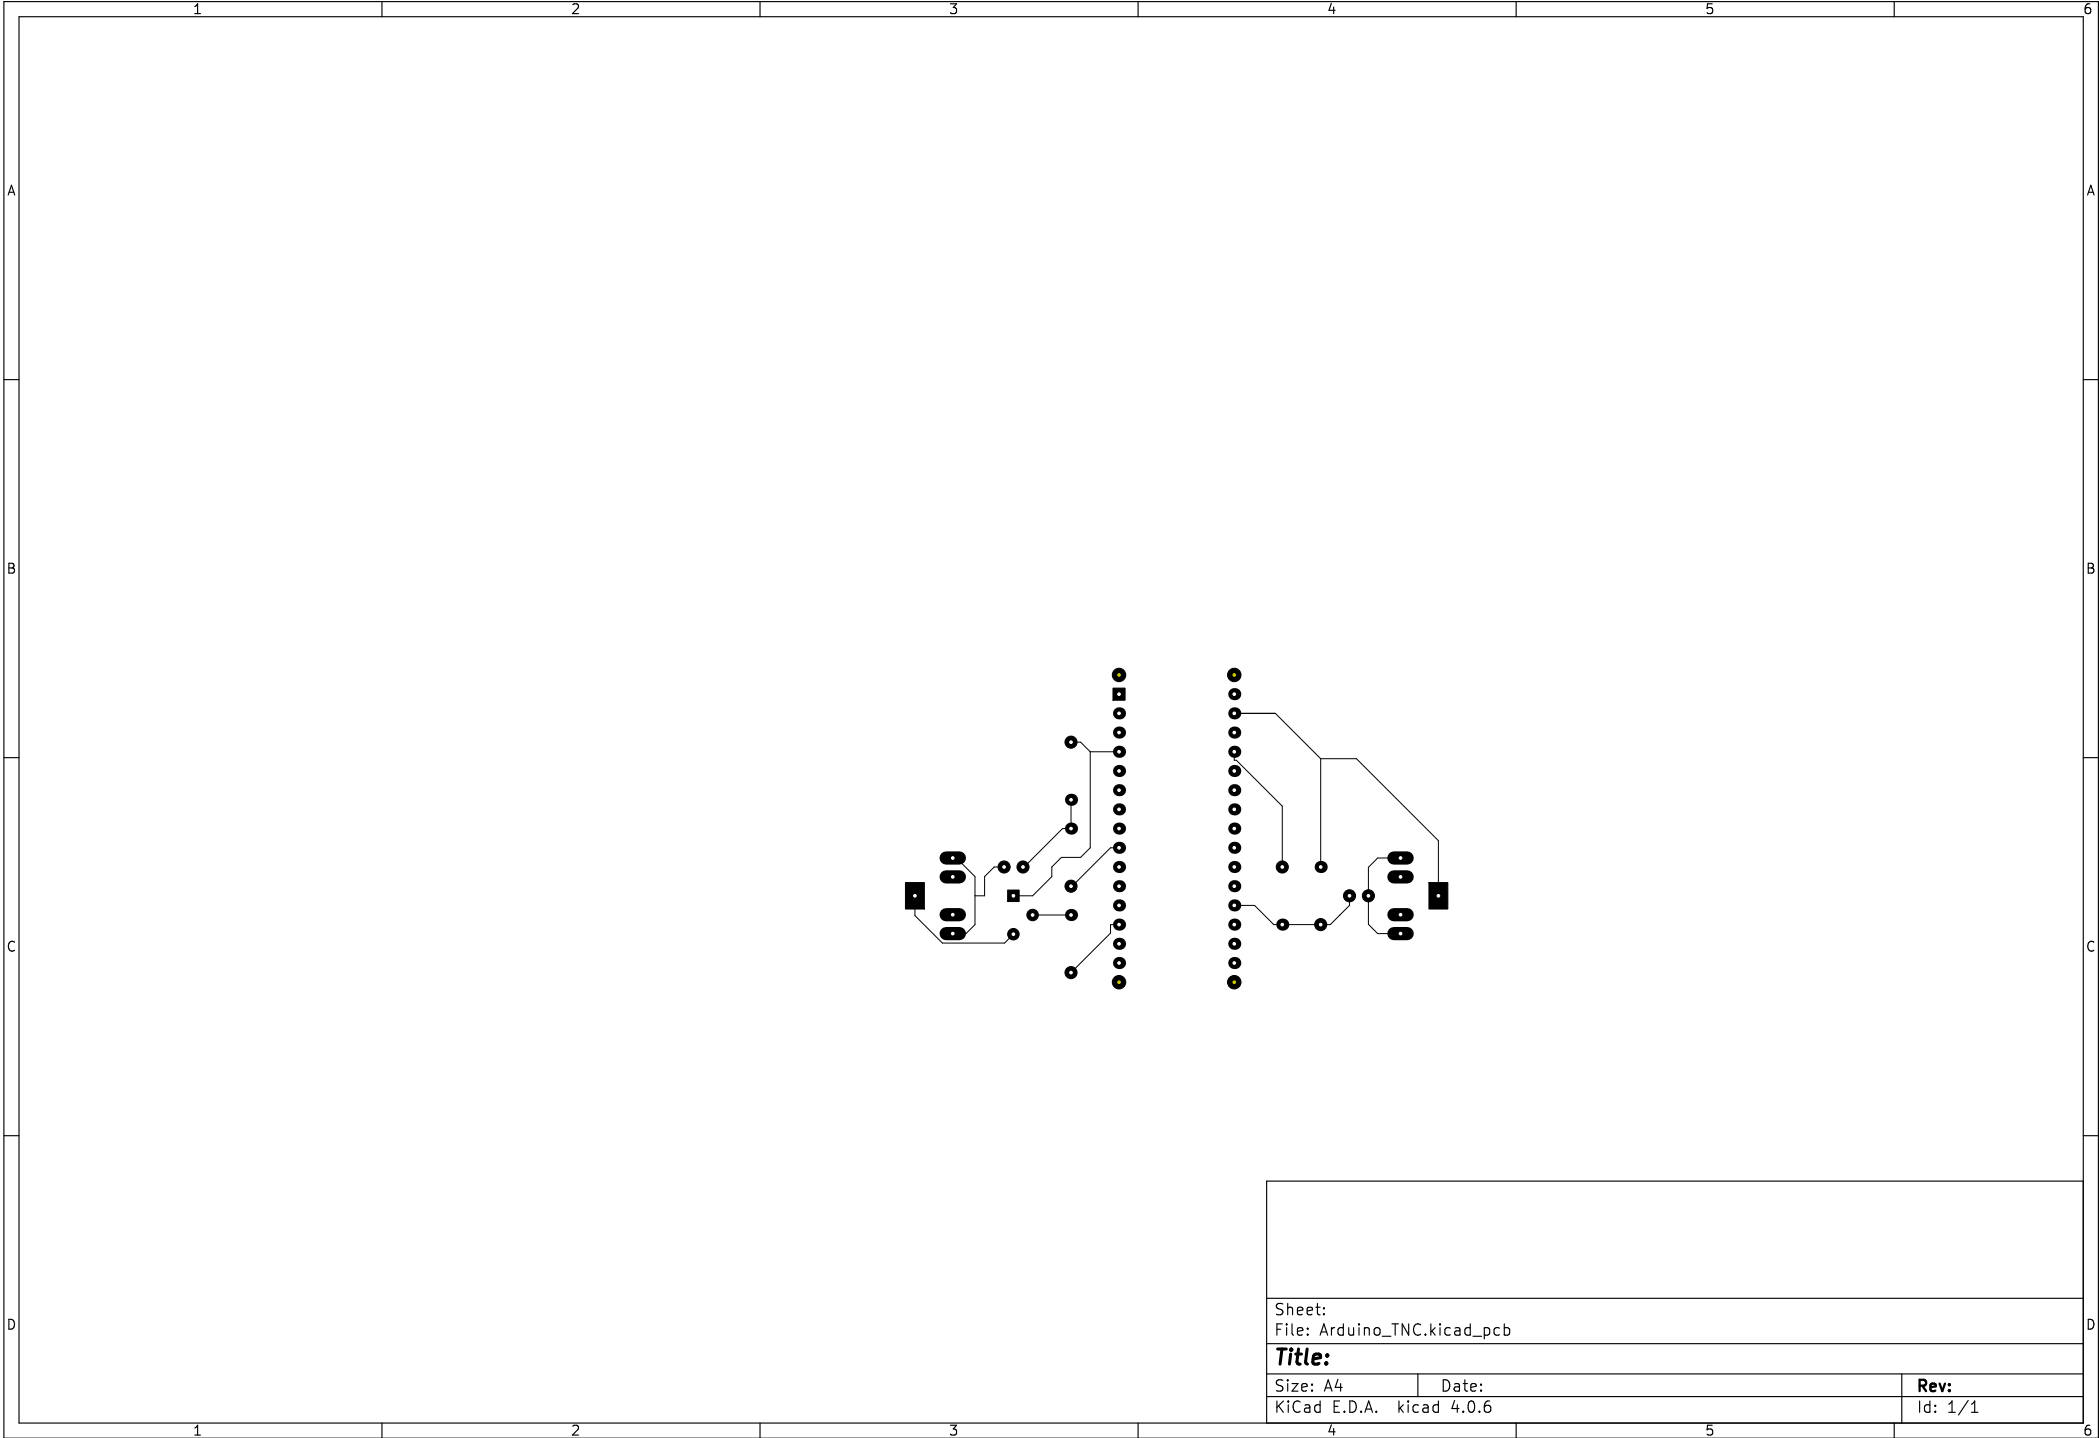 1 2 3 4 5 6
A A
B B
C C
Sheet:
File: Arduino_TNC.kicad_pcb
D D
Title:
Size: A4 Date: Rev:
KiCad E.D.A. kicad 4.0.6 Id: 1/1
1 2 3 4 5 6